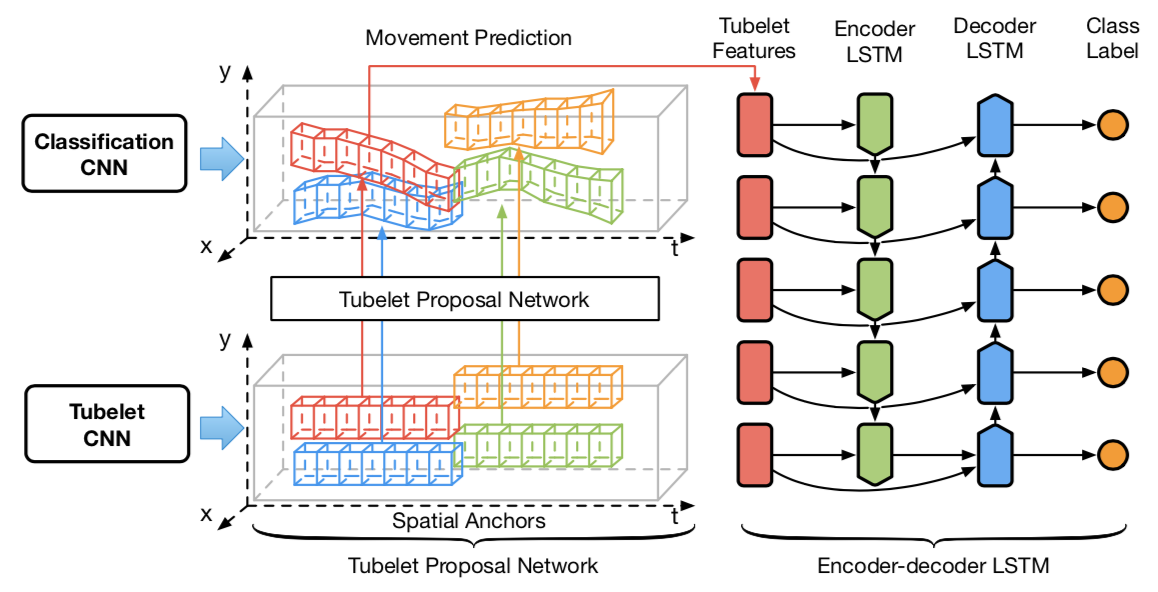 Movement Prediction
Tubelet
Features
Encoder
LSTM
Decoder
LSTM
Class
Label
y
Classification
CNN
x
t
Tubelet Proposal Network
y
Tubelet
CNN
x
t
Spatial Anchors
Tubelet Proposal Network
Encoder-decoder LSTM